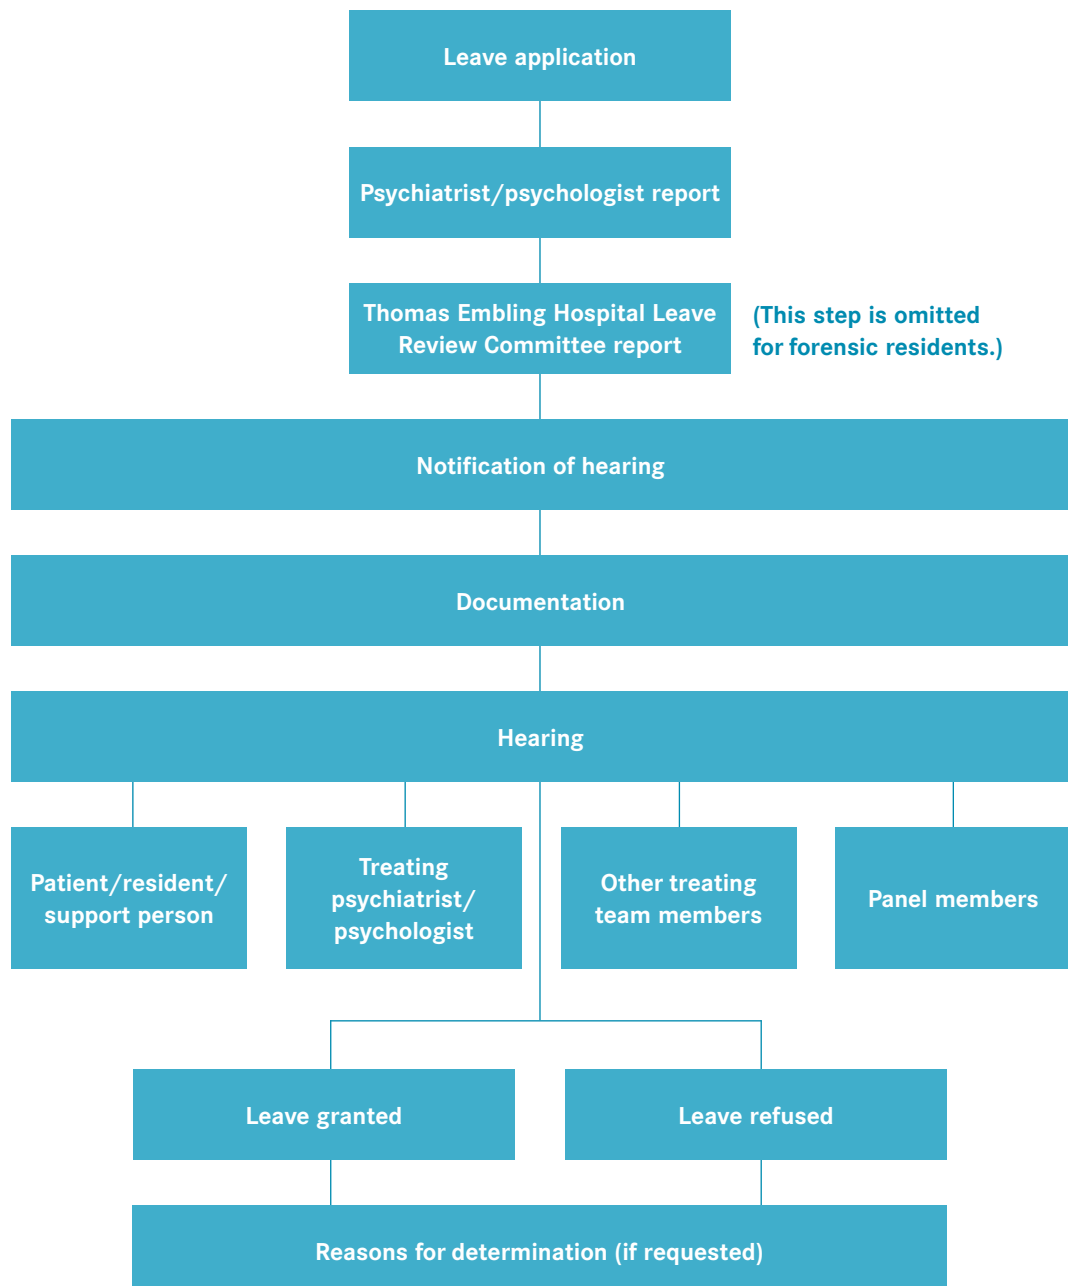 Leave application
Psychiatrist/psychologist report
Thomas Embling Hospital Leave
Review Committee report
(This step is omitted
for forensic residents.)
Notification of hearing
Documentation
Hearing
Patient/resident/
support person
Treating
psychiatrist/
psychologist
Other treating
team members
Panel members
Leave granted
Leave refused
Reasons for determination (if requested)